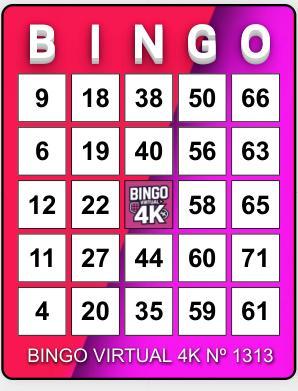 BINGO
9 18 38 50 66
6 19 40 56 63
12 22 BINGO VIRTUAL 4K 58 65
11 27 44 60 71
4 20 35 59 61
BINGO VIRTUAL 4K Nº 1313